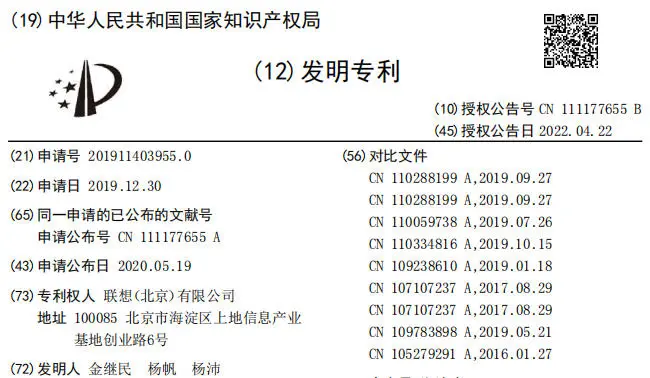 (19)中华人民共和国国家知识产权局
(12)发明专利
(10)授权公告号 CN 111177655 B
(45)授权公告日 2022.04.22
(21)申请号 201911403955.0
(22)申请日 2019.12.30
(65)同一申请的已公布的文献号
申请公布号 CN 111177655 A
(43)申请公布日 2020.05.19
(73)专利权人 联想(北京)有限公司
地址 100085 北京市海淀区上地信息产业
基地创业路6号
(72)发明人 金继民 杨帆 杨沛
(56)对比文件
CN 110288199 A,2019.09.27
CN 110288199 A,2019.09.27
CN 110059738 A,2019.07.26
CN 110334816 A,2019.10.15
CN 109238610 A,2019.01.18
CN 107107237 A,2017.08.29
CN 107107237 A,2017.08.29
CN 109783898 A,2019.05.21
CN 105279291 A,2016.01.27